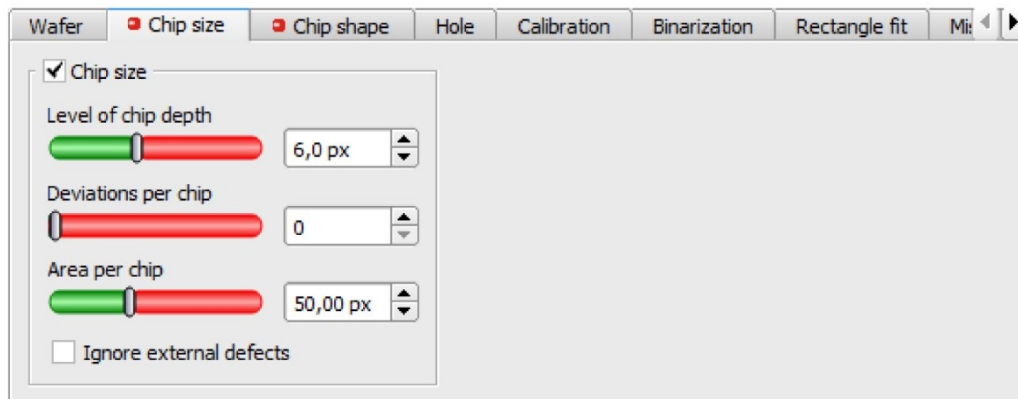 Wafer Chip size Chip shape Hole Calibration Binarization Rectangle fit
Chip size
Level of chip depth
6,0 px
Deviations per chip
0
Area per chip
50,00 px
Ignore external defects